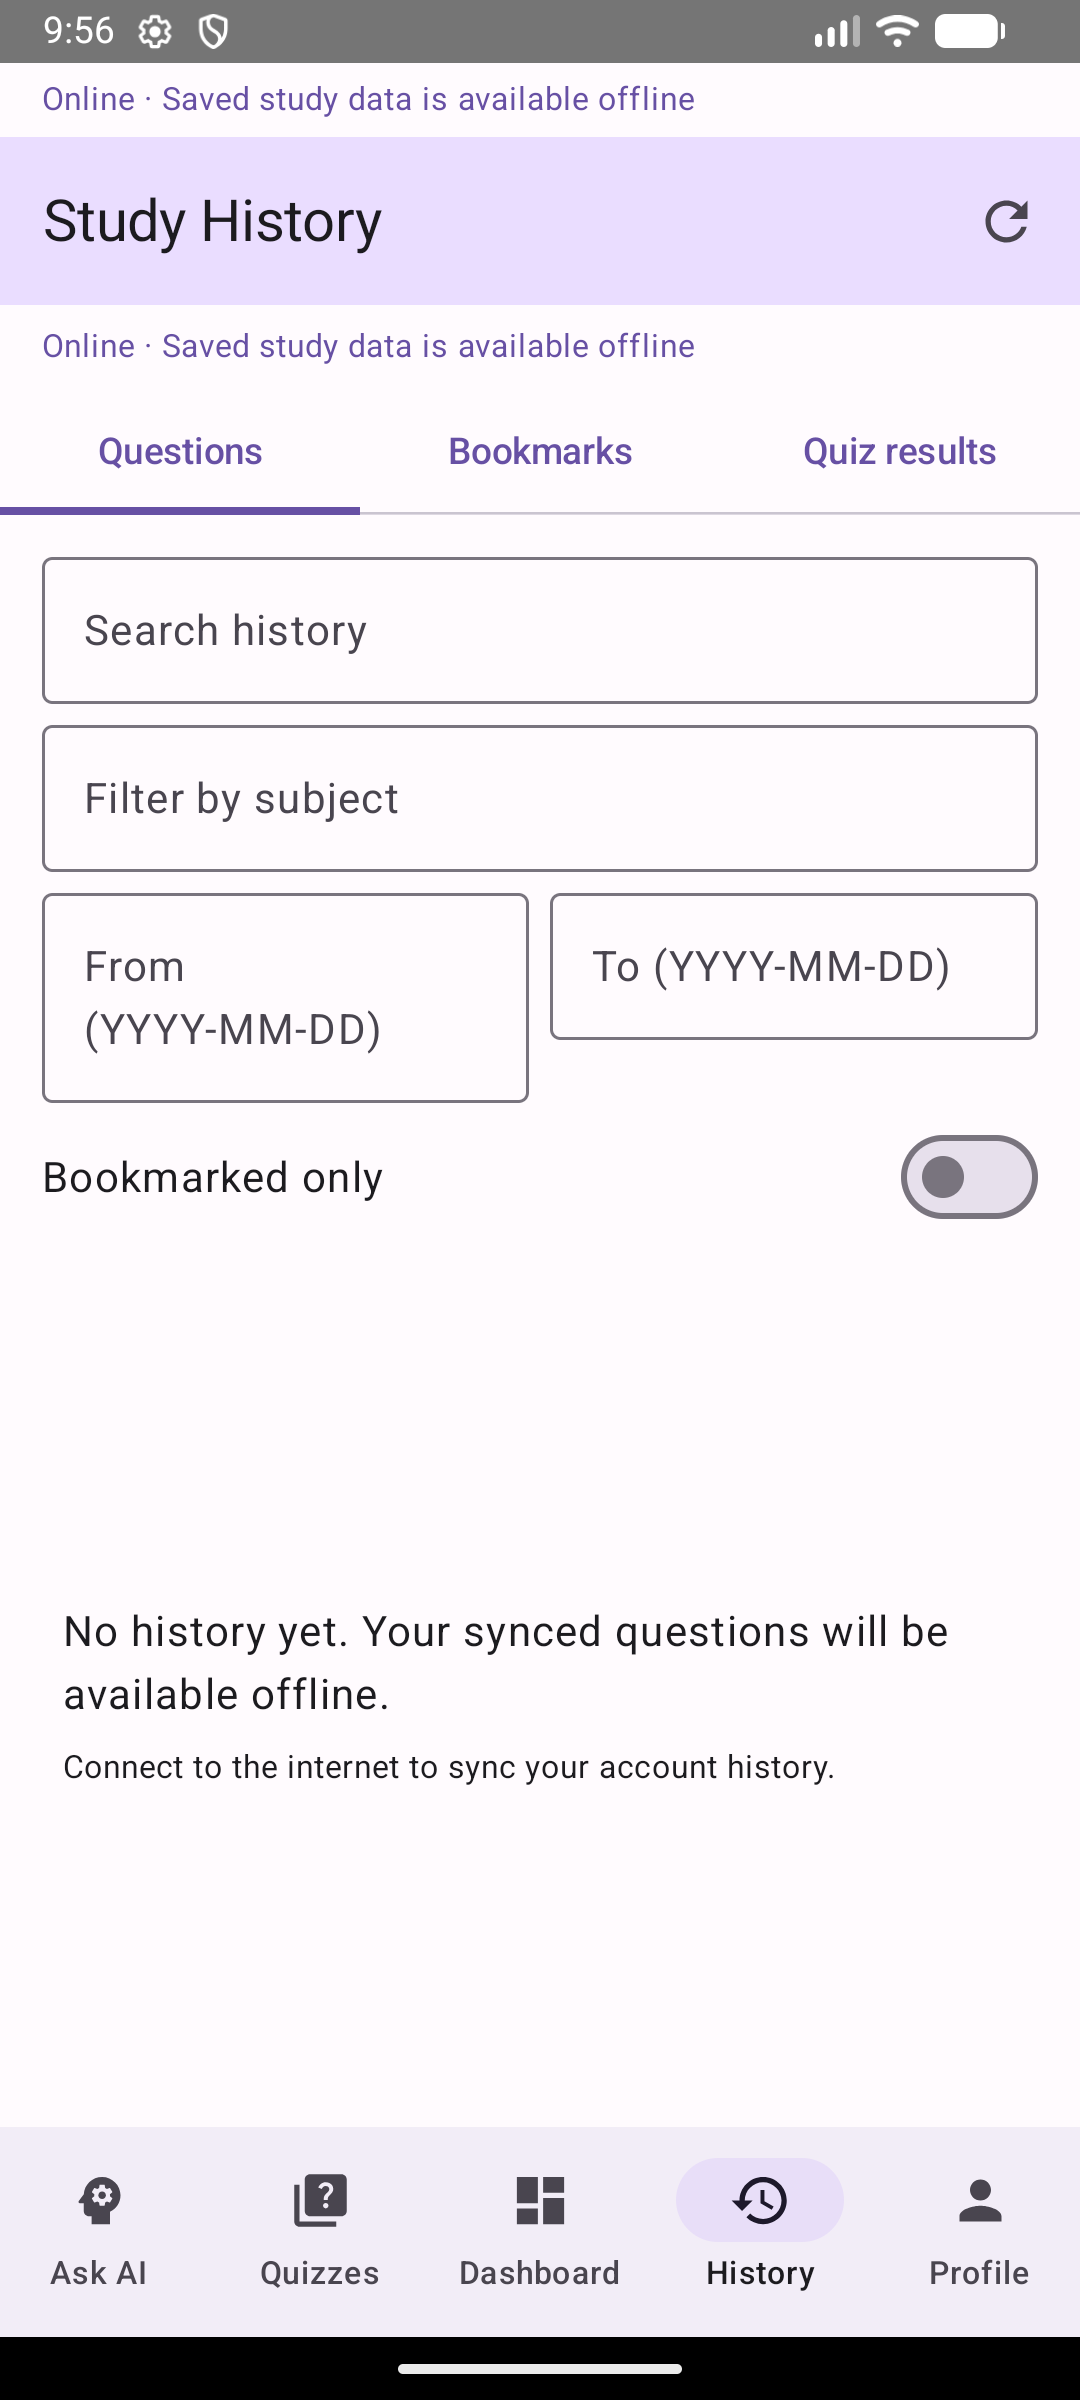 9:56
Online · Saved study data is available offline
Study History
Online · Saved study data is available offline
Questions
Bookmarks
Quiz results
Search history
Filter by subject
From
(YYYY-MM-DD)
To (YYYY-MM-DD)
Bookmarked only
No history yet. Your synced questions will be
available offline.
Connect to the internet to sync your account history.
Ask AI
Quizzes
Dashboard
History
Profile